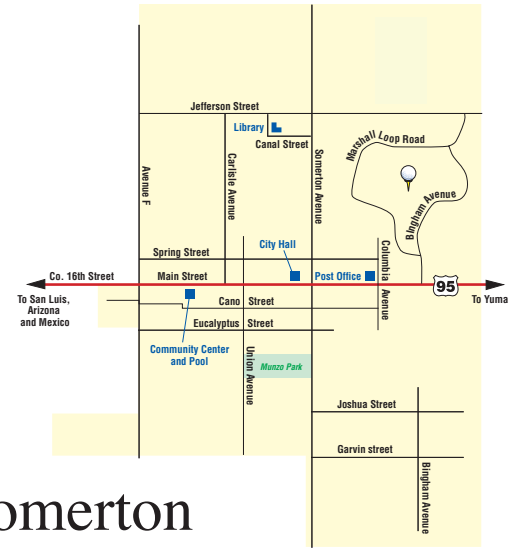 Jefferson Street
Library
Canal Street
Marshall Loop Road
Avenue F
Carlisle Avenue
Somerton Avenue
Bingham Avenue
Spring Street
City Hall
Columbia Avenue
Co. 16th Street
Main Street
Post Office
95
To San Luis,
Arizona
and Mexico
To Yuma
Cano Street
Eucalyptus Street
Community Center
and Pool
Union Avenue
Munzo Park
Joshua Street
Garvin street
Bingham Avenue
omerton